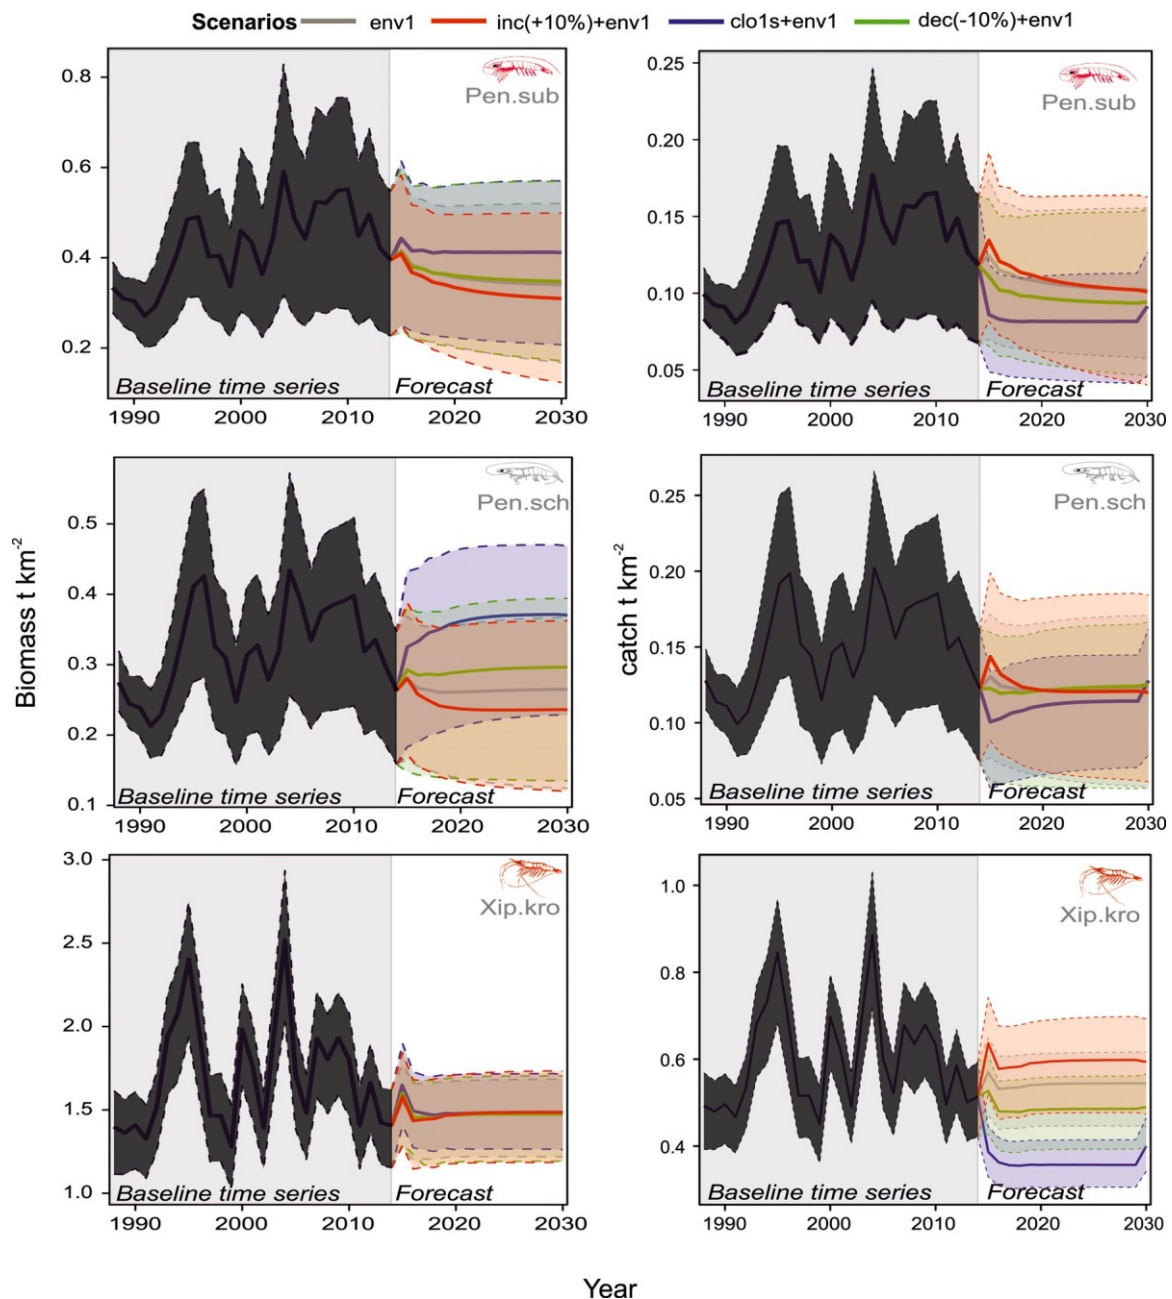 Scenarios env1 inc(+10%)+env1 clo1s+env1 dec(-10%)+env1
0.8
0.6
0.4
0.2
Pen.sub
Baseline time series Forecast
1990 2000 2010 2020 2030
0.25
0.20
0.15
0.10
0.05
Pen.sub
Baseline time series Forecast
1990 2000 2010 2020 2030
Biomass t km-2
0.5
0.4
0.3
0.2
0.1
Pen.sch
Baseline time series Forecast
1990 2000 2010 2020 2030
catch t km-2
0.25
0.20
0.15
0.10
0.05
Pen.sch
Baseline time series Forecast
1990 2000 2010 2020 2030
3.0
2.5
2.0
1.5
1.0
Xip.kro
Baseline time series Forecast
1990 2000 2010 2020 2030
1.0
0.8
0.6
0.4
Xip.kro
Baseline time series Forecast
1990 2000 2010 2020 2030
Year